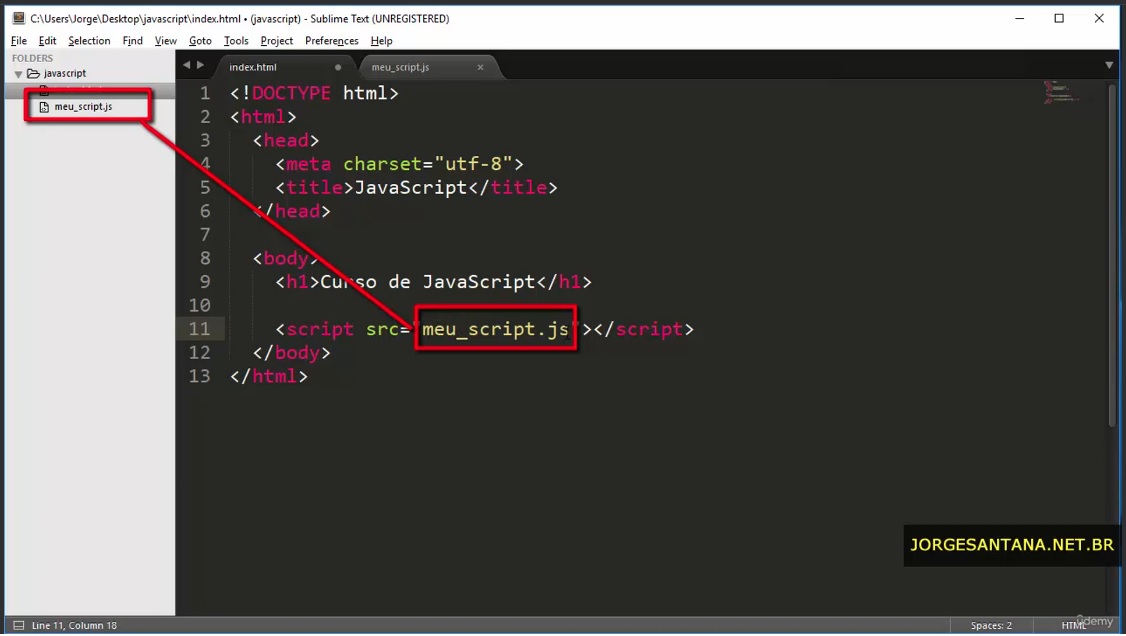 C:\Users\Jorge\Desktop\javascript\index.html • (javascript) - Sublime Text (UNREGISTERED)
File Edit Selection Find View Goto Tools Project Preferences Help
FOLDERS
javascript
meu_script.js
index.html
meu_script.js
1 <!DOCTYPE html>
2 <html>
3 <head>
4 <meta charset="utf-8">
5 <title>JavaScript</title>
6 </head>
7
8 <body>
9 <h1>Curso de JavaScript</h1>
10
11 <script src="meu_script.js"></script>
12 </body>
13 </html>
JORGESANTANA.NET.BR
Line 11, Column 18
Spaces: 2
HTML
ûdemy